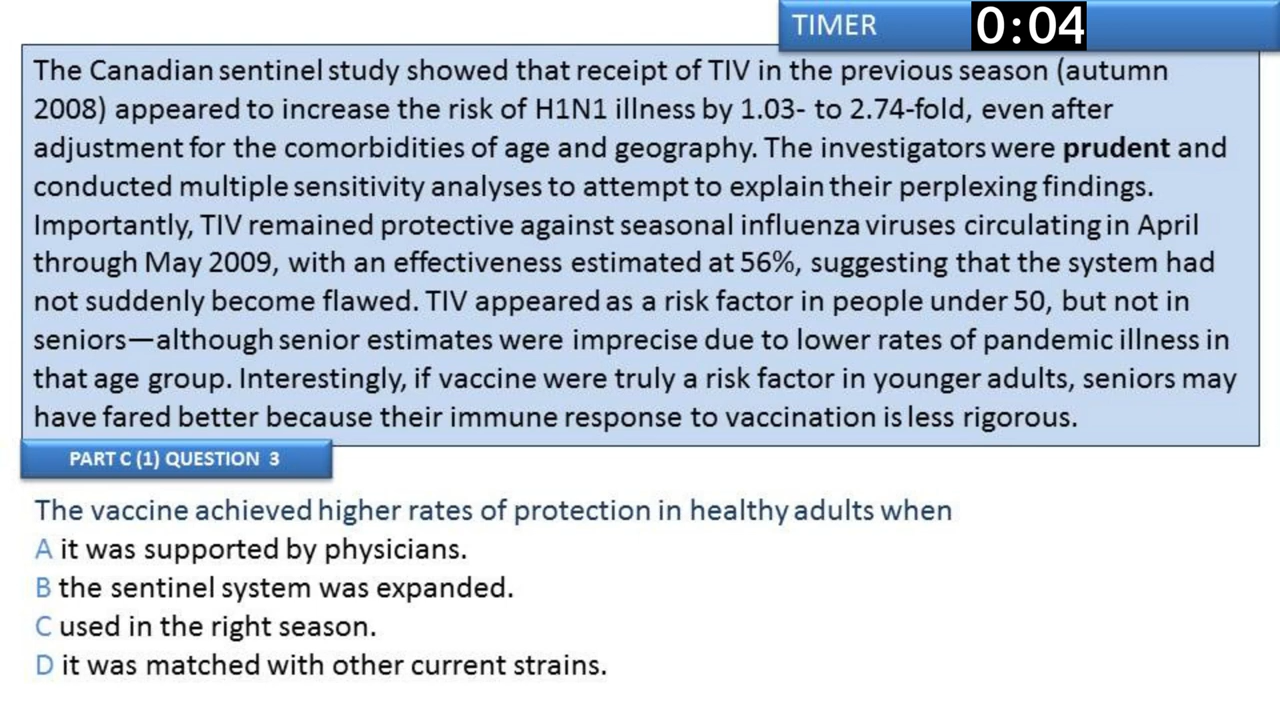 TIMER 0:04
The Canadian sentinel study showed that receipt of TIV in the previous season (autumn
2008) appeared to increase the risk of H1N1 illness by 1.03- to 2.74-fold, even after
adjustment for the comorbidities of age and geography. The investigators were prudent and
conducted multiple sensitivity analyses to attempt to explain their perplexing findings.
Importantly, TIV remained protective against seasonal influenza viruses circulating in April
through May 2009, with an effectiveness estimated at 56%, suggesting that the system had
not suddenly become flawed. TIV appeared as a risk factor in people under 50, but not in
seniors—although senior estimates were imprecise due to lower rates of pandemic illness in
that age group. Interestingly, if vaccine were truly a risk factor in younger adults, seniors may
have fared better because their immune response to vaccination is less rigorous.
PART C (1) QUESTION 3
The vaccine achieved higher rates of protection in healthy adults when
A it was supported by physicians.
B the sentinel system was expanded.
C used in the right season.
D it was matched with other current strains.